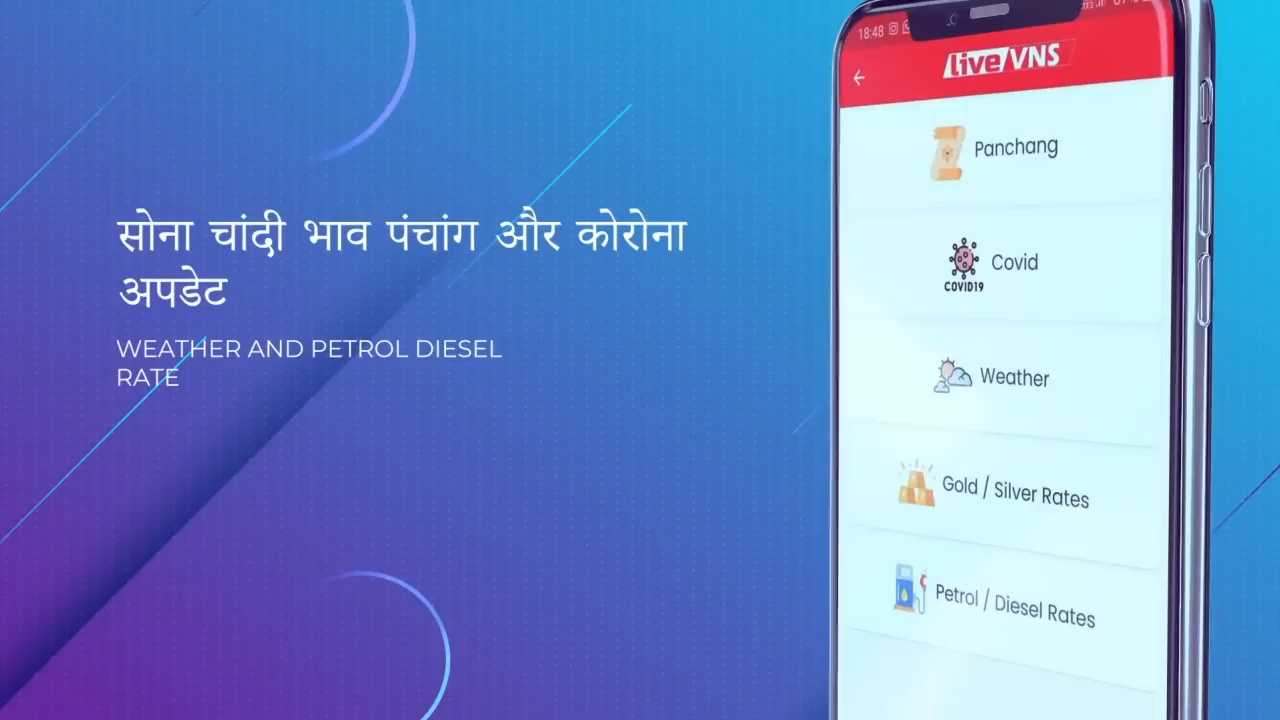 सोना चांदी भाव पंचांग और कोरोना
अपडेट
WEATHER AND PETROL DIESEL
RATE
18:48
live VNS
Panchang
COVID19
Covid
Weather
Gold / Silver Rates
Petrol / Diesel Rates